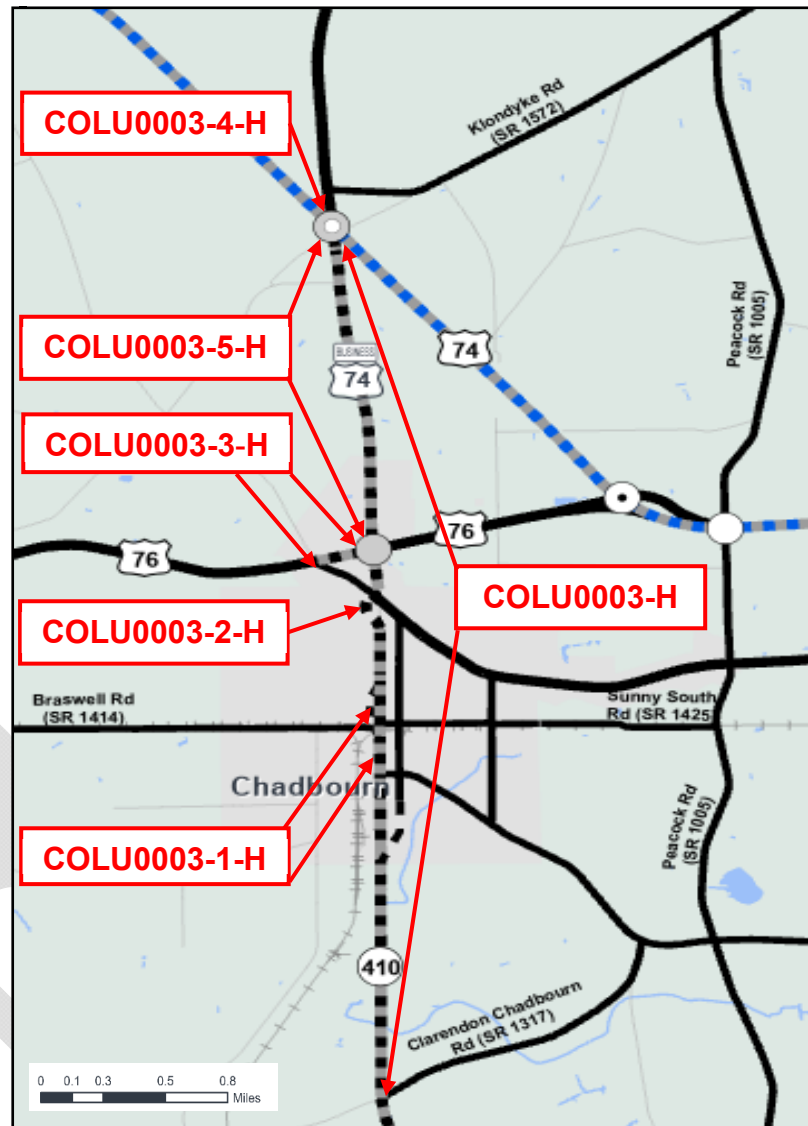 COLU0003-4-H
Klondyke Rd
(SR 1572)
Peacock Rd
(SR 1005)
COLU0003-5-H
BUSINESS
74
74
COLU0003-3-H
76
76
COLU0003-H
COLU0003-2-H
Braswell Rd
(SR 1414)
Sunny South
Rd (SR 1425)
Chadbourn
Peacock Rd
(SR 1005)
COLU0003-1-H
410
Clarendon Chadbourn
Rd (SR 1317)
0 0.1 0.3 0.5 0.8
Miles